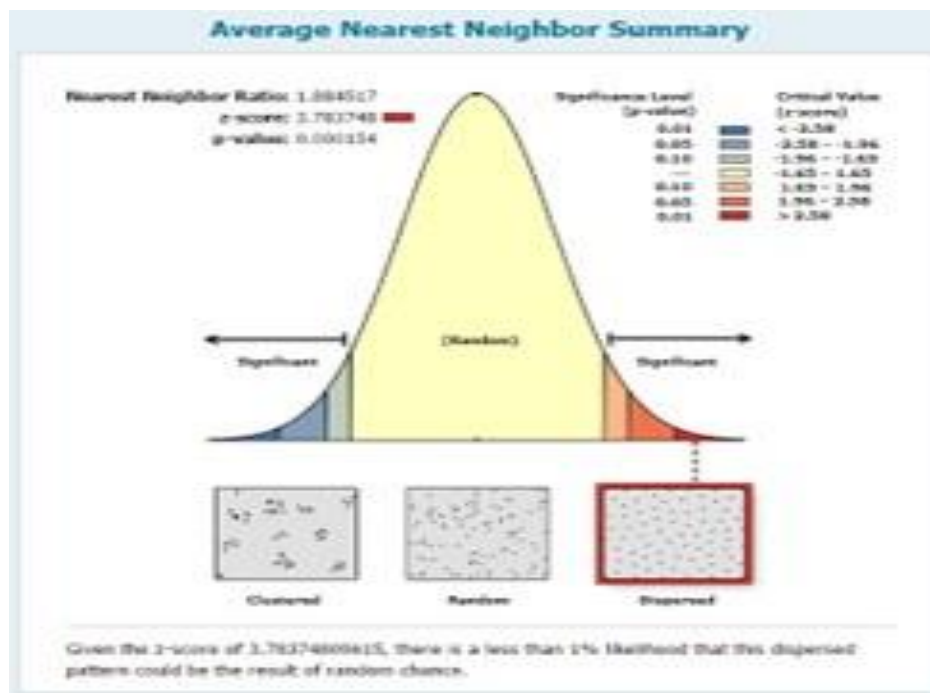 Average Nearest Neighbor Summary
Nearest Neighbor Ratio:
z-score: 3.783748
p-value: 0.000154
Significance Level
(p-value)
Critical Value
(z-score)
0.01 < -2.58
0.05 -2.58 - -1.96
0.10 -1.96 - -1.65
— -1.65 - 1.65
0.10 1.65 - 1.96
0.05 1.96 - 2.58
0.01 > 2.58
Significant
(Random)
Significant
Clustered
Random
Dispersed
Given the z-score of there is a less than 1% likelihood that this dispersed
pattern could be the result of random chance.